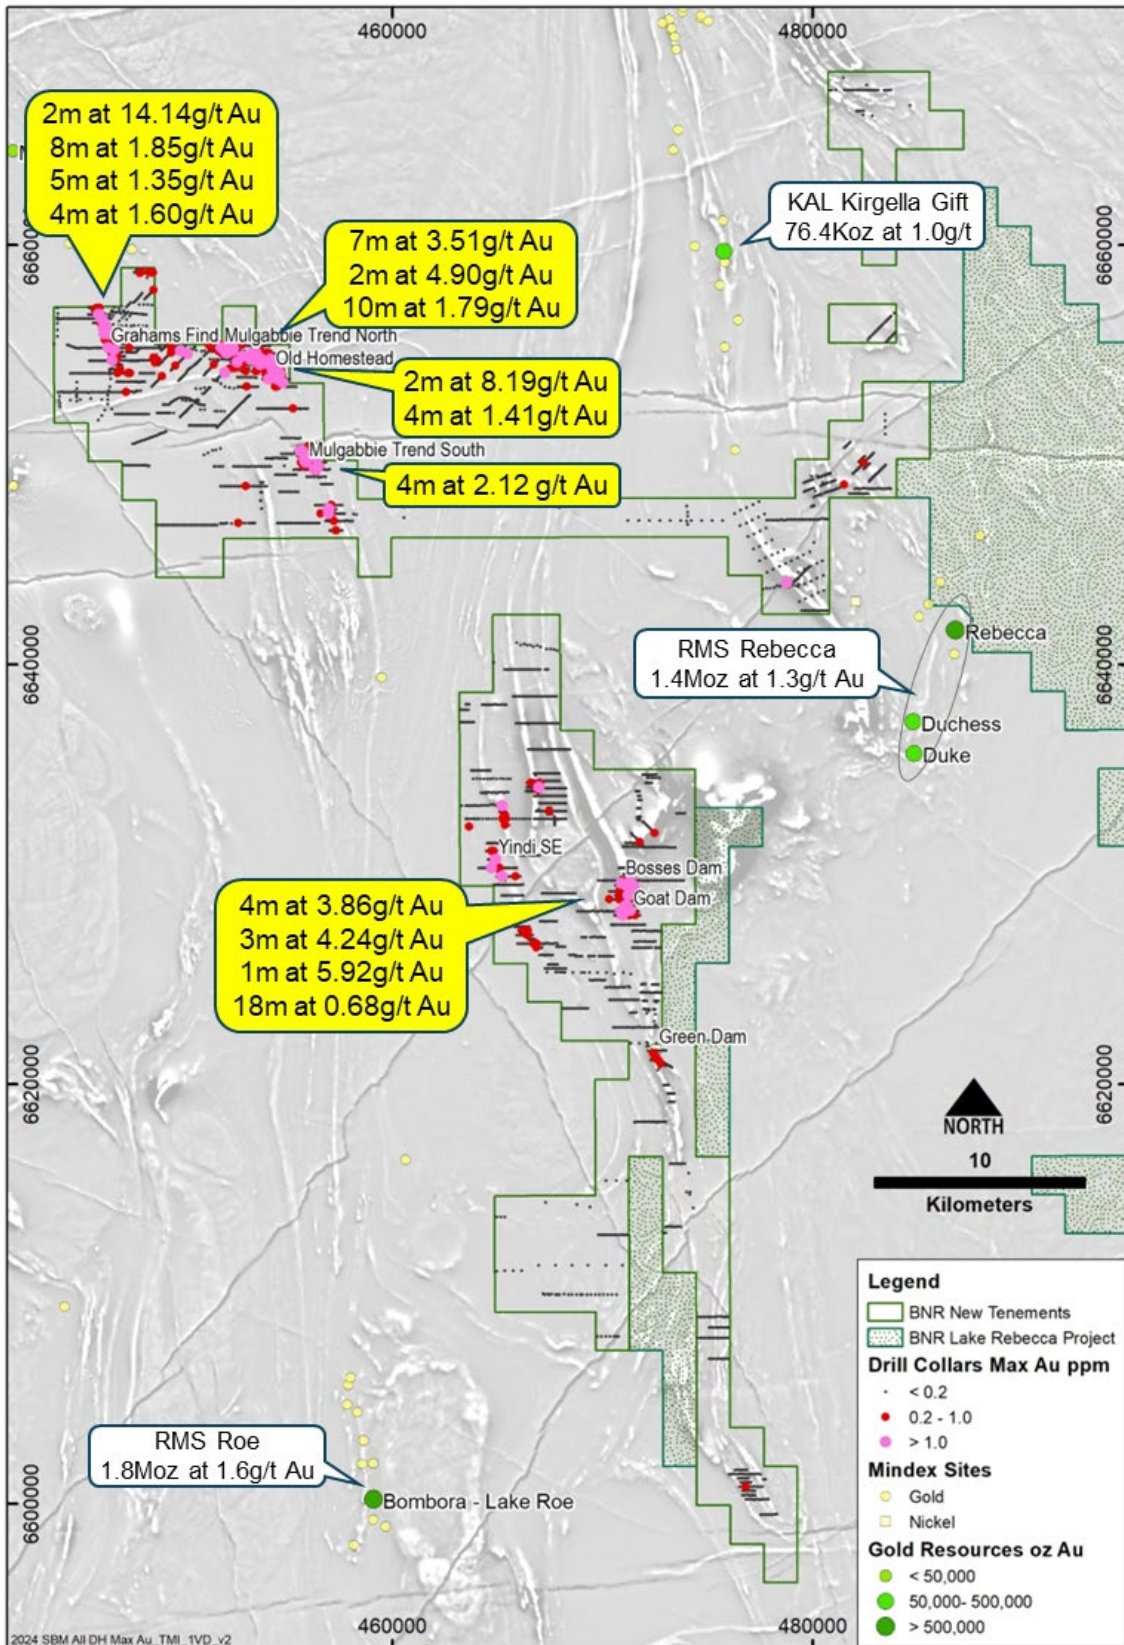 460000
480000
2m at 14.14g/t Au
8m at 1.85g/t Au
5m at 1.35g/t Au
4m at 1.60g/t Au
KAL Kirgella Gift
76.4Koz at 1.0g/t
6660000
6660000
7m at 3.51g/t Au
2m at 4.90g/t Au
10m at 1.79g/t Au
Grahams Find
Mulgabbie Trend North
Old Homestead
2m at 8.19g/t Au
4m at 1.41g/t Au
Mulgabbie Trend South
4m at 2.12 g/t Au
RMS Rebecca
1.4Moz at 1.3g/t Au
Rebecca
6640000
6640000
Duchess
Duke
Yindi SE
Bosses Dam
Goat Dam
4m at 3.86g/t Au
3m at 4.24g/t Au
1m at 5.92g/t Au
18m at 0.68g/t Au
Green Dam
6620000
6620000
NORTH
10
Kilometers
Legend
BNR New Tenements
BNR Lake Rebecca Project
Drill Collars Max Au ppm
< 0.2
0.2 - 1.0
> 1.0
Mindex Sites
Gold
Nickel
Gold Resources oz Au
< 50,000
50,000- 500,000
> 500,000
RMS Roe
1.8Moz at 1.6g/t Au
Bombora - Lake Roe
6600000
460000
480000
2024 SBM All DH Max Au_TMI_1VD_v2